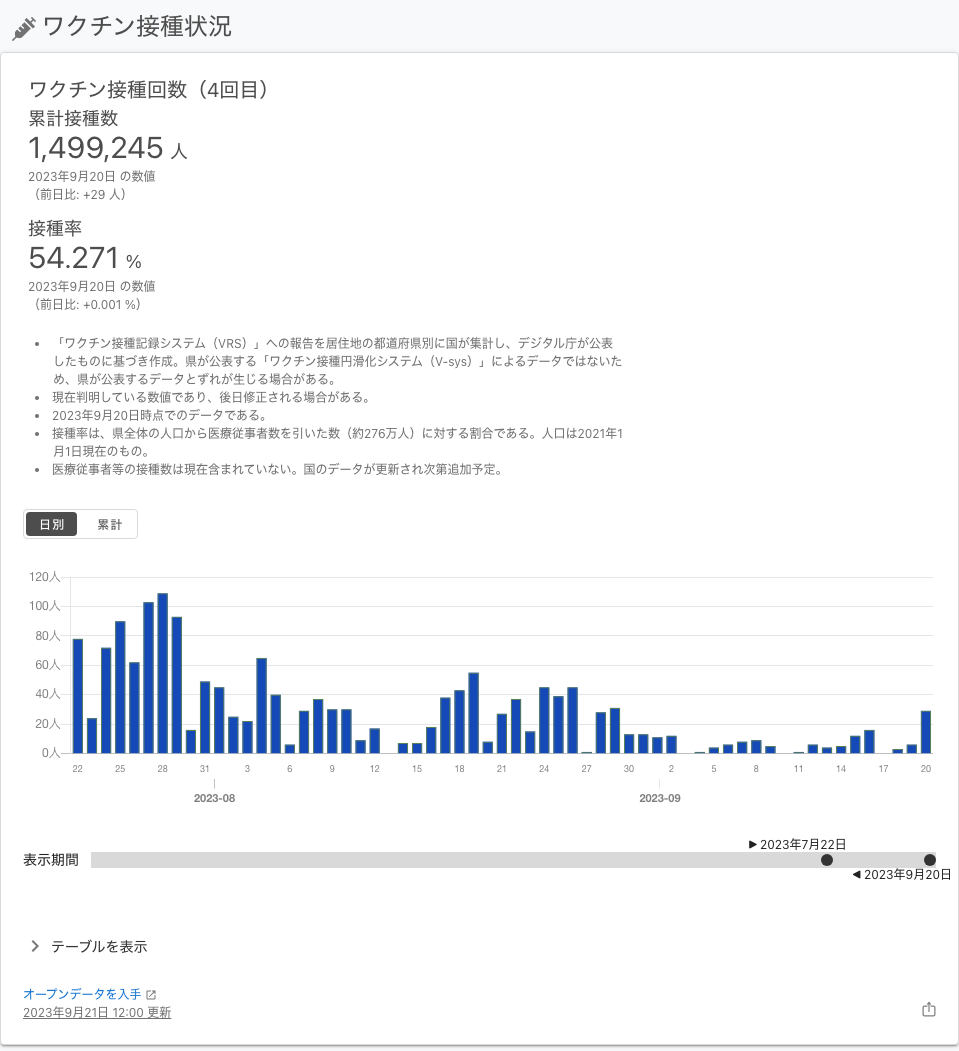 ワクチン接種状況
ワクチン接種回数（4回目）
累計接種数
1,499,245 人
2023年9月20日 の数値
（前日比: +29 人）
接種率
54.271 %
2023年9月20日 の数値
（前日比: +0.001 %）
• 「ワクチン接種記録システム（VRS）」への報告を居住地の都道府県別に国が集計し、デジタル庁が公表
したものに基づき作成。県が公表する「ワクチン接種円滑化システム（V-sys）」によるデータではないた
め、県が公表するデータとずれが生じる場合がある。
• 現在判明している数値であり、後日修正される場合がある。
• 2023年9月20日時点でのデータである。
• 接種率は、県全体の人口から医療従事者数を引いた数（約276万人）に対する割合である。人口は2021年1
月1日現在のもの。
• 医療従事者等の接種数は現在含まれていない。国のデータが更新され次第追加予定。
日別 累計
120人
100人
80人
60人
40人
20人
0人
22 25 28 31 3 6 9 12 15 18 21 24 27 30 2 5 8 11 14 17 20
2023-08 2023-09
▶ 2023年7月22日
表示期間
◀ 2023年9月20日
テーブルを表示
オープンデータを入手
2023年9月21日 12:00 更新